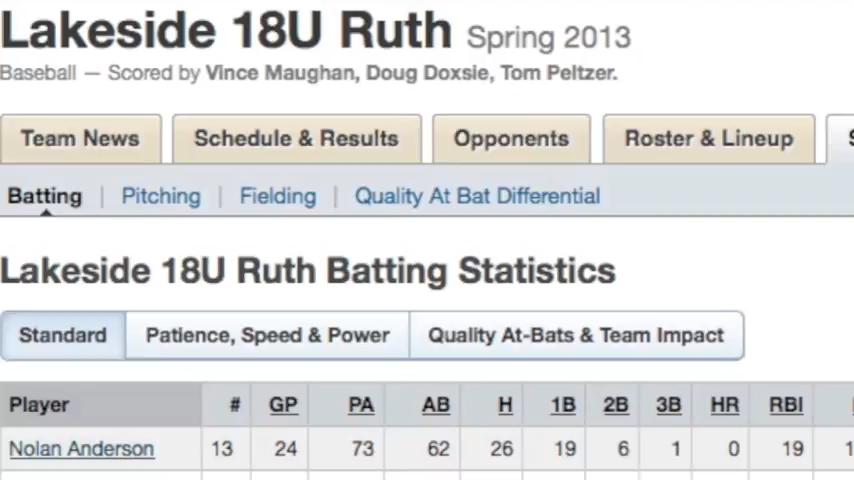 Lakeside 18U Ruth Spring 2013
Baseball — Scored by Vince Maughan, Doug Doxsie, Tom Peltzer.
Team News Schedule & Results Opponents Roster & Lineup
Batting | Pitching | Fielding | Quality At Bat Differential
Lakeside 18U Ruth Batting Statistics
Standard Patience, Speed & Power Quality At-Bats & Team Impact
Player # GP PA AB H 1B 2B 3B HR RBI
Nolan Anderson 13 24 73 62 26 19 6 1 0 19